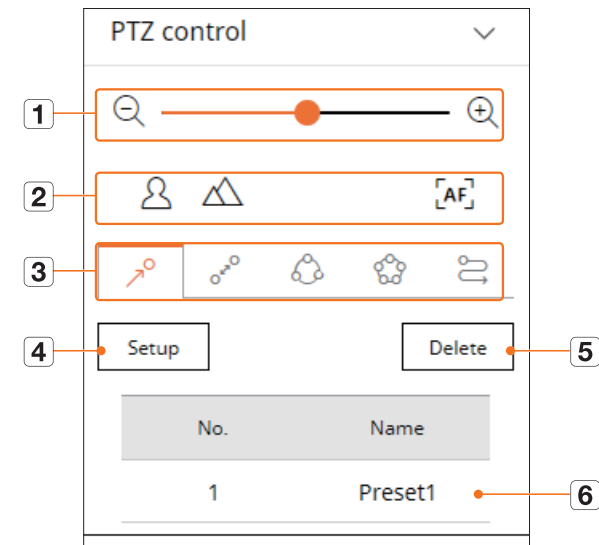 PTZ control
1
2
AF
3
4 Setup Delete 5
No. Name
1 Preset1 6